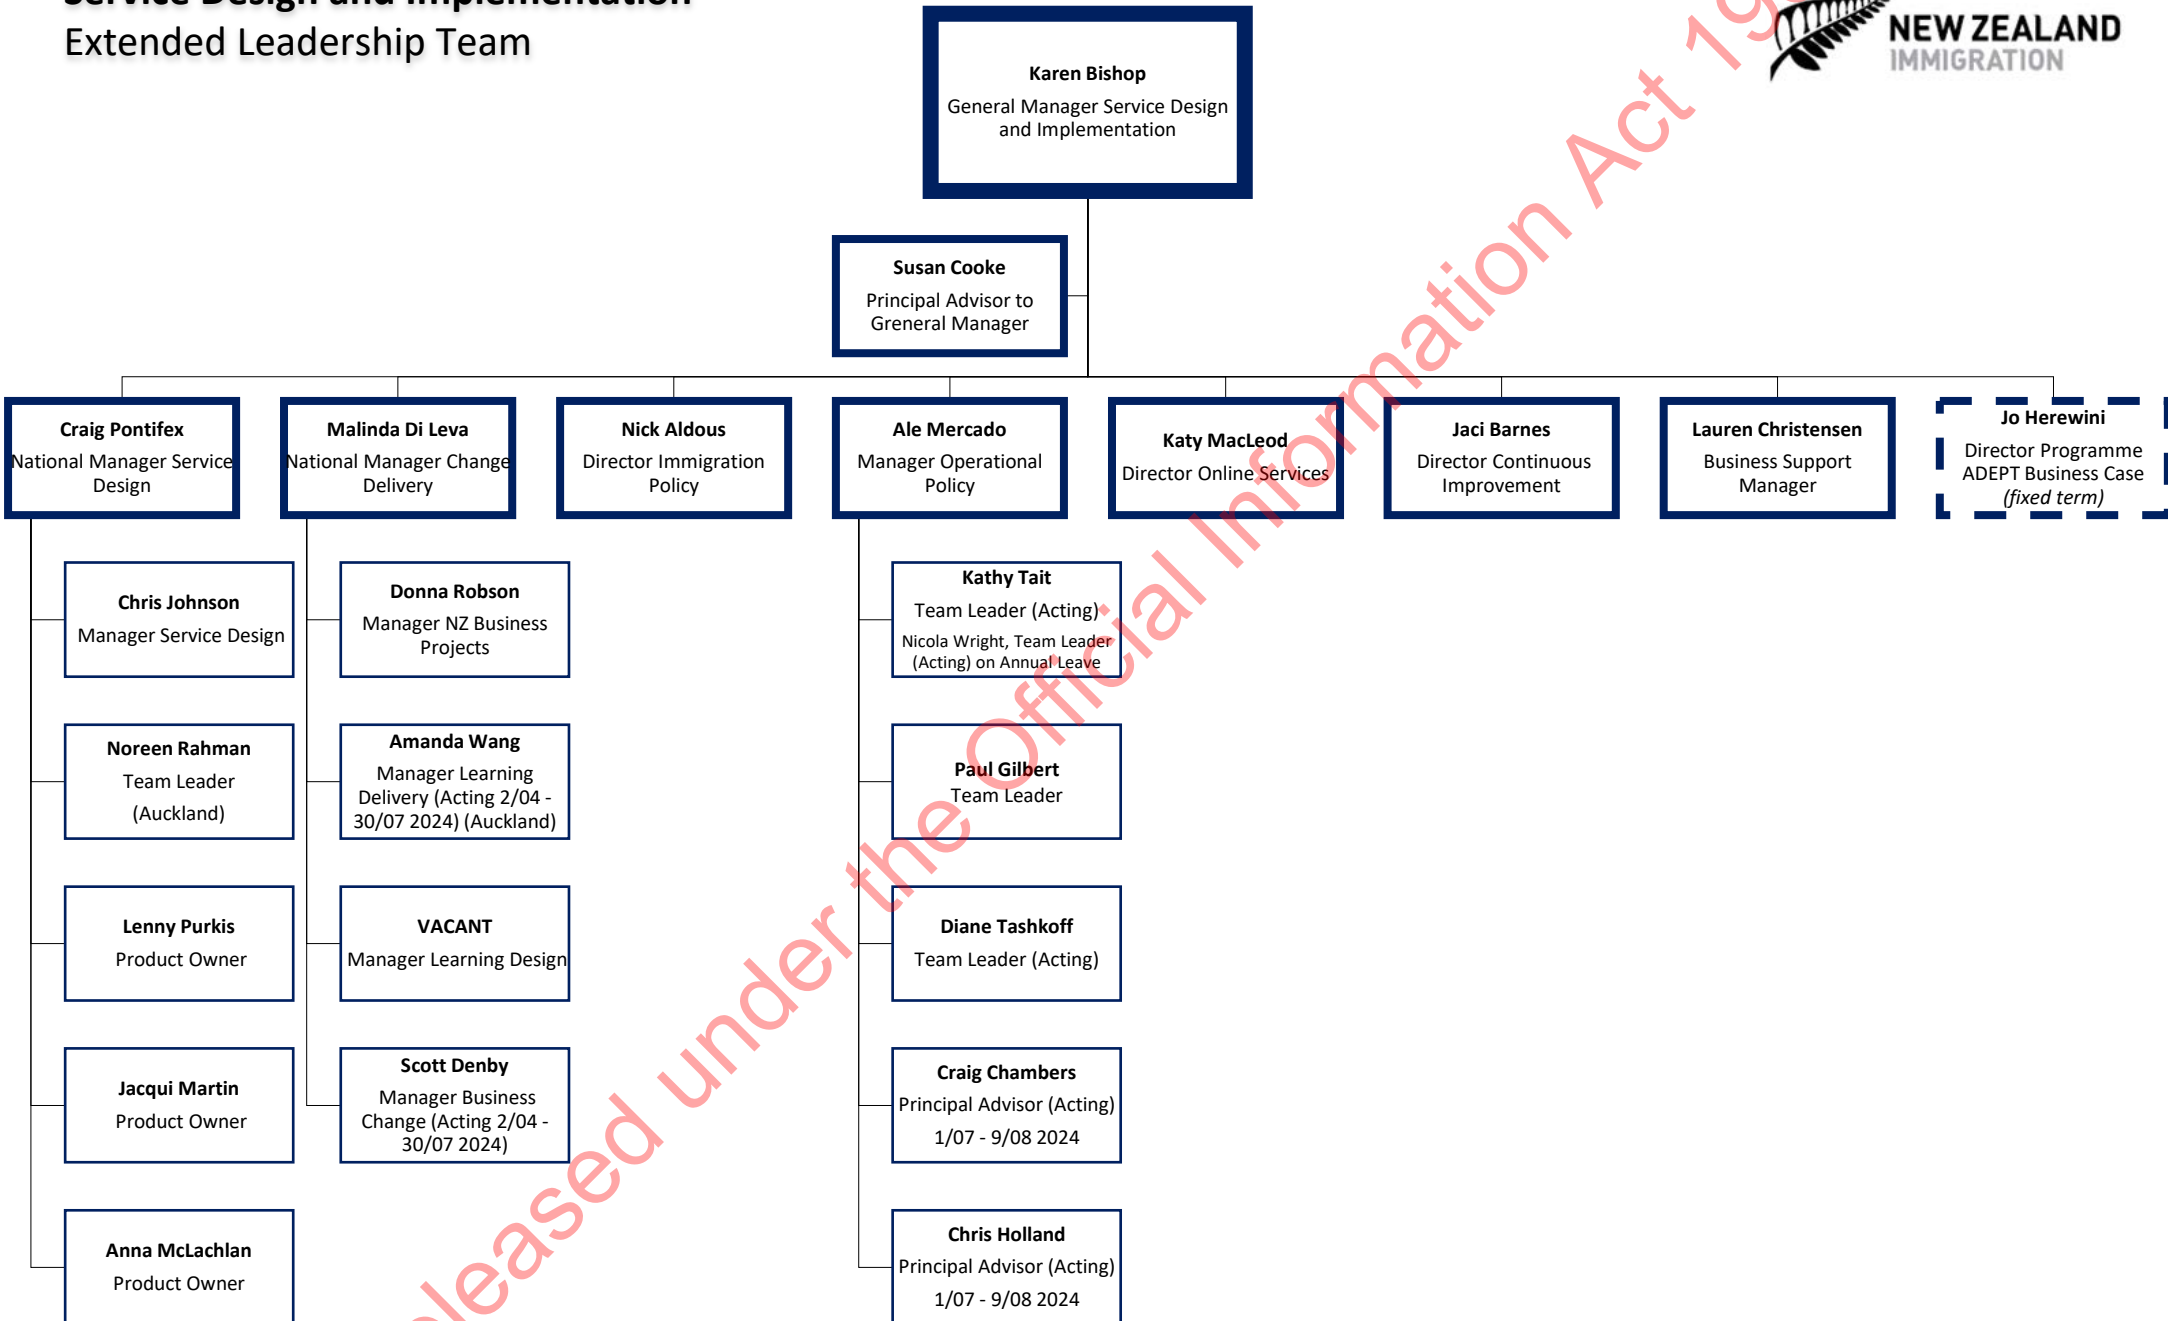 Service Design and Implementation
Extended Leadership Team
NEW ZEALAND
IMMIGRATION
Karen Bishop
General Manager Service Design
and Implementation
Susan Cooke
Principal Advisor to
Greneral Manager
Craig Pontifex
National Manager Service
Design
Malinda Di Leva
National Manager Change
Delivery
Nick Aldous
Director Immigration
Policy
Ale Mercado
Manager Operational
Policy
Katy MacLeod
Director Online Services
Jaci Barnes
Director Continuous
Improvement
Lauren Christensen
Business Support
Manager
Jo Herewini
Director Programme
ADEPT Business Case
(fixed term)
Chris Johnson
Manager Service Design
Noreen Rahman
Team Leader
(Auckland)
Lenny Purkis
Product Owner
Jacqui Martin
Product Owner
Anna McLachlan
Product Owner
Donna Robson
Manager NZ Business
Projects
Amanda Wang
Manager Learning
Delivery (Acting 2/04 -
30/07 2024) (Auckland)
VACANT
Manager Learning Design
Scott Denby
Manager Business
Change (Acting 2/04 -
30/07 2024)
Kathy Tait
Team Leader (Acting)
Nicola Wright, Team Leader
(Acting) on Annual Leave
Paul Gilbert
Team Leader
Diane Tashkoff
Team Leader (Acting)
Craig Chambers
Principal Advisor (Acting)
1/07 - 9/08 2024
Chris Holland
Principal Advisor (Acting)
1/07 - 9/08 2024
leased under the Official Information Act 19